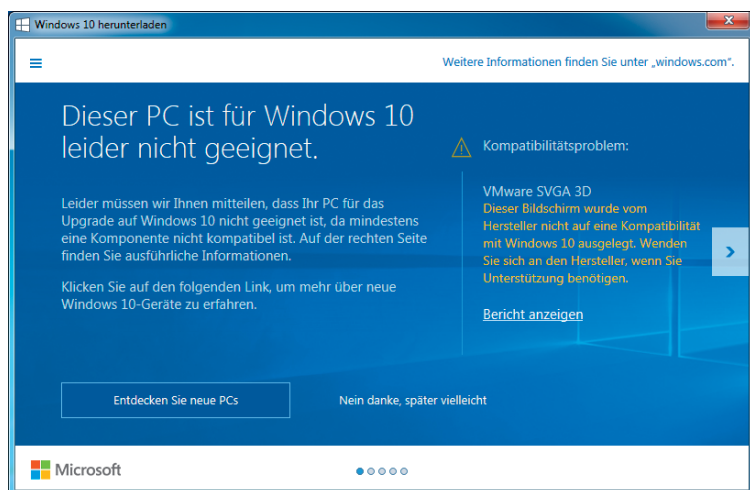 Windows 10 herunterladen
Weitere Informationen finden Sie unter „windows.com“.
Dieser PC ist für Windows 10
leider nicht geeignet.
Leider müssen wir Ihnen mitteilen, dass Ihr PC für das
Upgrade auf Windows 10 nicht geeignet ist, da mindestens
eine Komponente nicht kompatibel ist. Auf der rechten Seite
finden Sie ausführliche Informationen.
Klicken Sie auf den folgenden Link, um mehr über neue
Windows 10-Geräte zu erfahren.
Kompatibilitätsproblem:
VMware SVGA 3D
Dieser Bildschirm wurde vom
Hersteller nicht auf eine Kompatibilität
mit Windows 10 ausgelegt. Wenden
Sie sich an den Hersteller, wenn Sie
Unterstützung benötigen.
Bericht anzeigen
Entdecken Sie neue PCs
Nein danke, später vielleicht
Microsoft